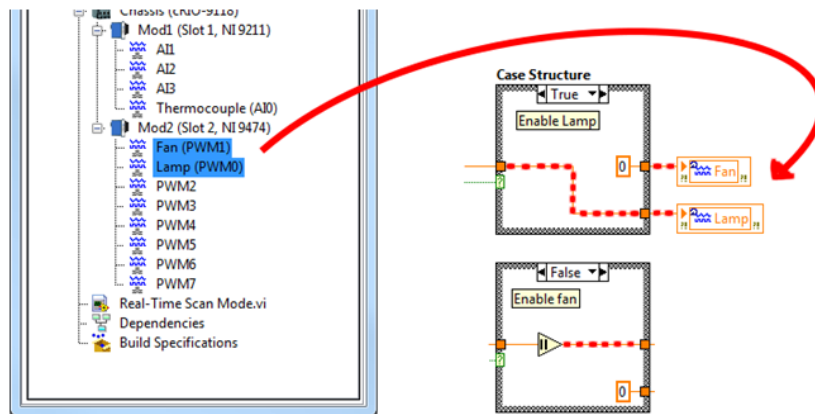 Chassis (cRIO-9118)
Mod1 (Slot 1, NI 9211)
AI1
AI2
AI3
Thermocouple (AI0)
Mod2 (Slot 2, NI 9474)
Fan (PWM1)
Lamp (PWM0)
PWM2
PWM3
PWM4
PWM5
PWM6
PWM7
Real-Time Scan Mode.vi
Dependencies
Build Specifications
Case Structure
True
Enable Lamp
0
Fan
Lamp
?
False
Enable fan
?
0